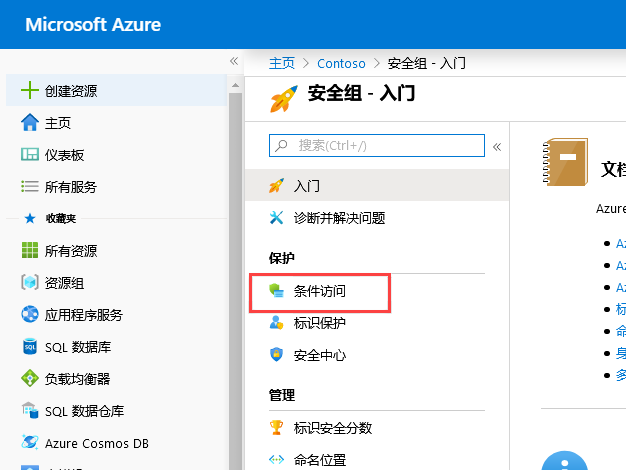 Microsoft Azure
创建资源
主页
仪表板
所有服务
收藏夹
所有资源
资源组
应用程序服务
SQL 数据库
负载均衡器
SQL 数据仓库
Azure Cosmos DB
主页 > Contoso > 安全组 - 入门
安全组 - 入门
搜索(Ctrl+/)
入门
诊断并解决问题
保护
条件访问
标识保护
安全中心
管理
标识安全分数
命名位置
文档
Azure
Az
Az
Az
标
命
身
多